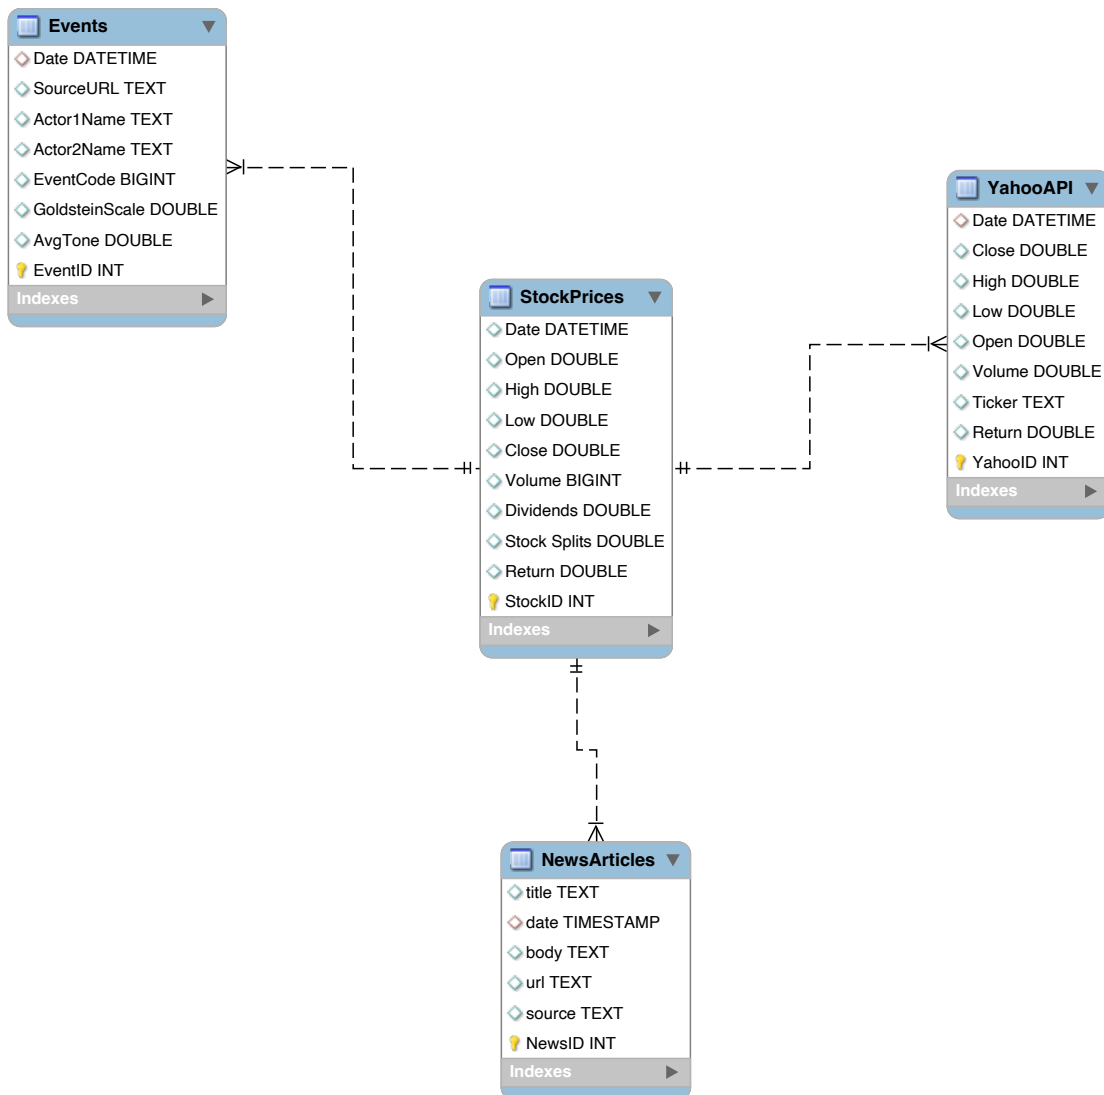 Events
Date DATETIME
SourceURL TEXT
Actor1Name TEXT
Actor2Name TEXT
EventCode BIGINT
GoldsteinScale DOUBLE
AvgTone DOUBLE
EventID INT
Indexes
YahooAPI
Date DATETIME
Close DOUBLE
High DOUBLE
Low DOUBLE
Open DOUBLE
Volume DOUBLE
Ticker TEXT
Return DOUBLE
YahooID INT
Indexes
StockPrices
Date DATETIME
Open DOUBLE
High DOUBLE
Low DOUBLE
Close DOUBLE
Volume BIGINT
Dividends DOUBLE
Stock Splits DOUBLE
Return DOUBLE
StockID INT
Indexes
NewsArticles
title TEXT
date TIMESTAMP
body TEXT
url TEXT
source TEXT
NewsID INT
Indexes